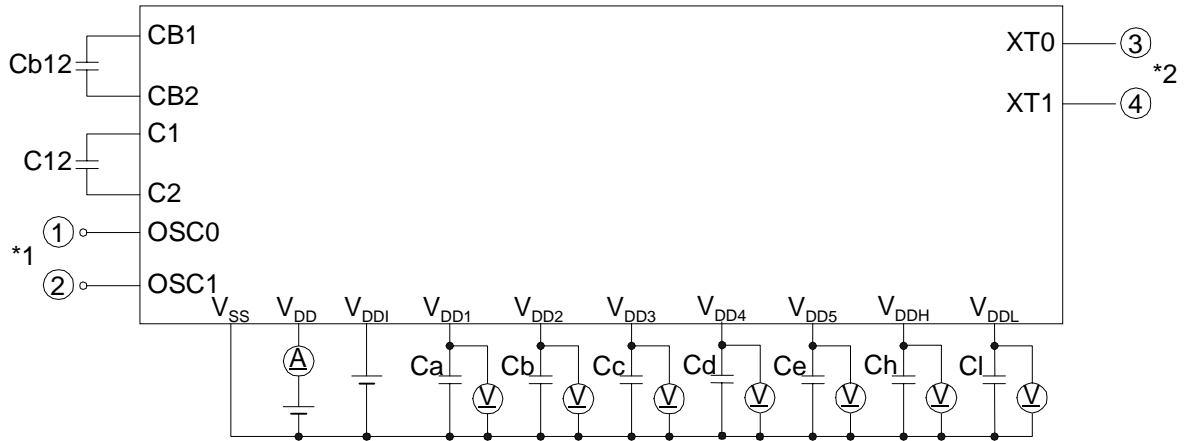 CB1
Cb12
CB2
C1
C12
C2
① OSC0
*1
② OSC1
XT0 ③
*2
XT1 ④
VSS VDD VDDI VDD1 VDD2 VDD3 VDD4 VDD5 VDDH VDDL
A
Ca V Cb V Cc V Cd V Ce V Ch V Cl V